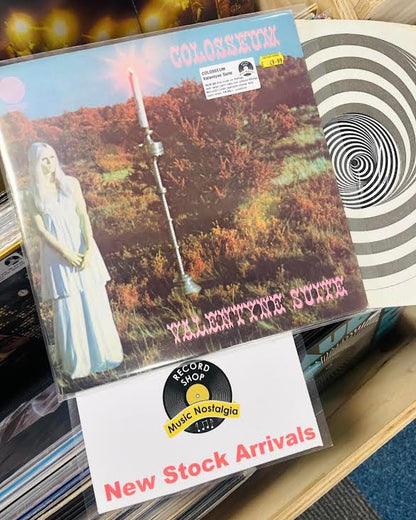 COLOSSEUM
COLOSSEUM
Valentyne Suite
VALENTYNE SUITE
RECORD
SHOP
Music Nostalgia
New Stock Arrivals